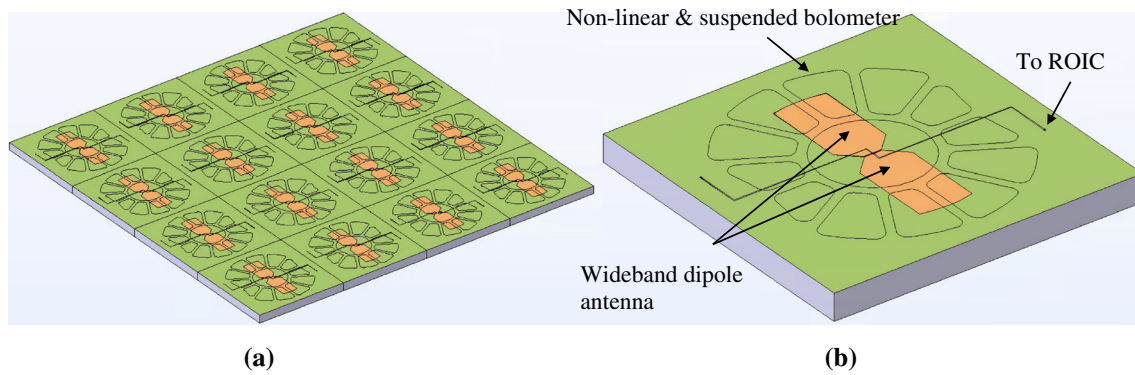 Non-linear & suspended bolometer
To ROIC
Wideband dipole
antenna
(a)
(b)